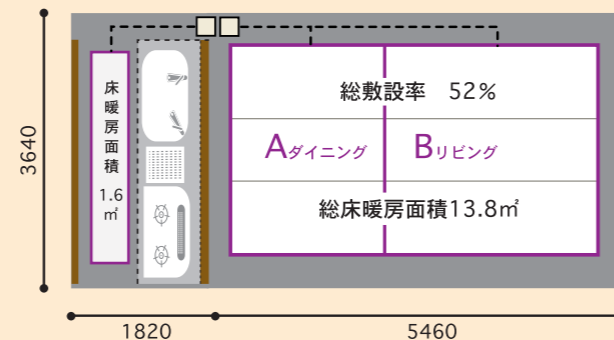 3640
床暖房面積
1.6
㎡
総敷設率 52%
Aダイニング Bリビング
総床暖房面積13.8㎡
1820 5460